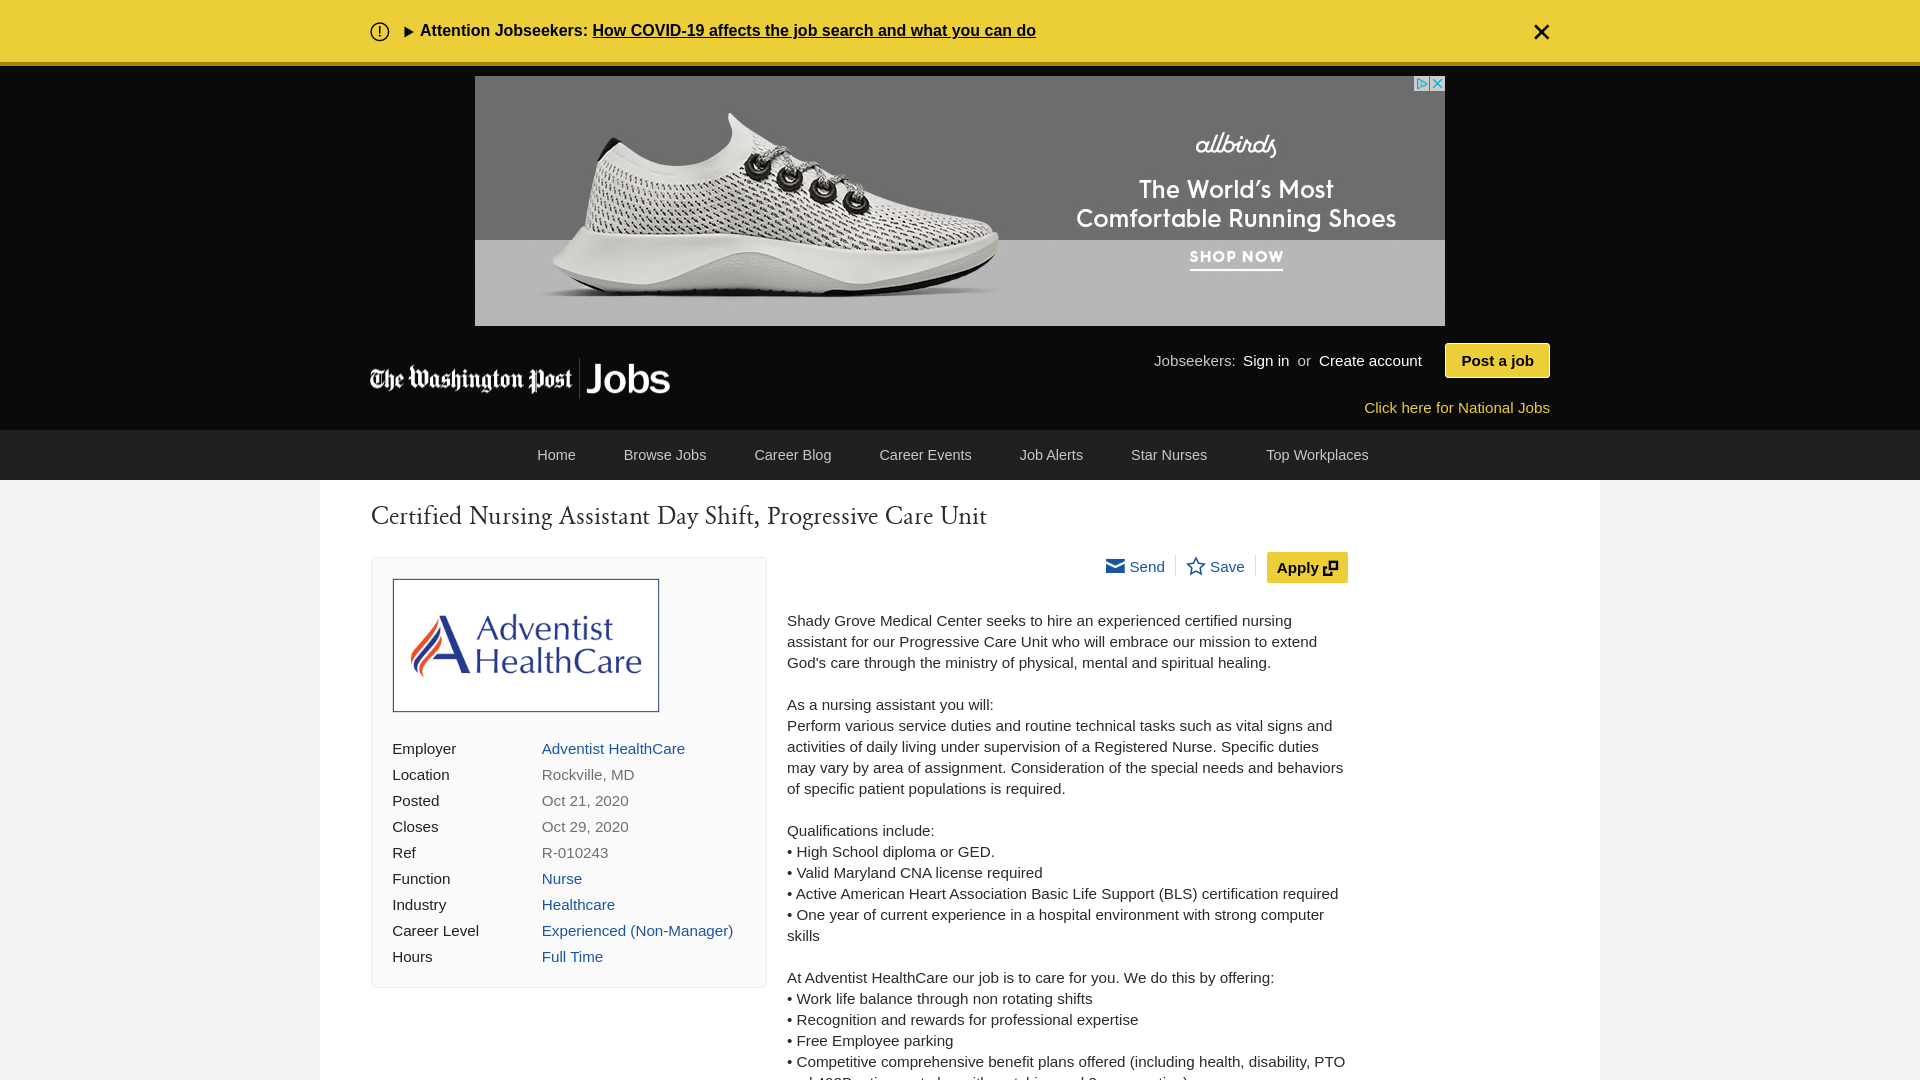 Attention Jobseekers: How COVID-19 affects the job search and what you can do
allbirds
The World's Most
Comfortable Running Shoes
SHOP NOW
Jobseekers: Sign in or Create account
Post a job
The Washington Post Jobs
Click here for National Jobs
Home Browse Jobs Career Blog Career Events Job Alerts Star Nurses Top Workplaces
Certified Nursing Assistant Day Shift, Progressive Care Unit
Send Save Apply
Adventist
HealthCare
Employer Adventist HealthCare
Location Rockville, MD
Posted Oct 21, 2020
Closes Oct 29, 2020
Ref R-010243
Function Nurse
Industry Healthcare
Career Level Experienced (Non-Manager)
Hours Full Time
Shady Grove Medical Center seeks to hire an experienced certified nursing
assistant for our Progressive Care Unit who will embrace our mission to extend
God's care through the ministry of physical, mental and spiritual healing.
As a nursing assistant you will:
Perform various service duties and routine technical tasks such as vital signs and
activities of daily living under supervision of a Registered Nurse. Specific duties
may vary by area of assignment. Consideration of the special needs and behaviors
of specific patient populations is required.
Qualifications include:
• High School diploma or GED.
• Valid Maryland CNA license required
• Active American Heart Association Basic Life Support (BLS) certification required
• One year of current experience in a hospital environment with strong computer
skills
At Adventist HealthCare our job is to care for you. We do this by offering:
• Work life balance through non rotating shifts
• Recognition and rewards for professional expertise
• Free Employee parking
• Competitive comprehensive benefit plans offered (including health, disability, PTO